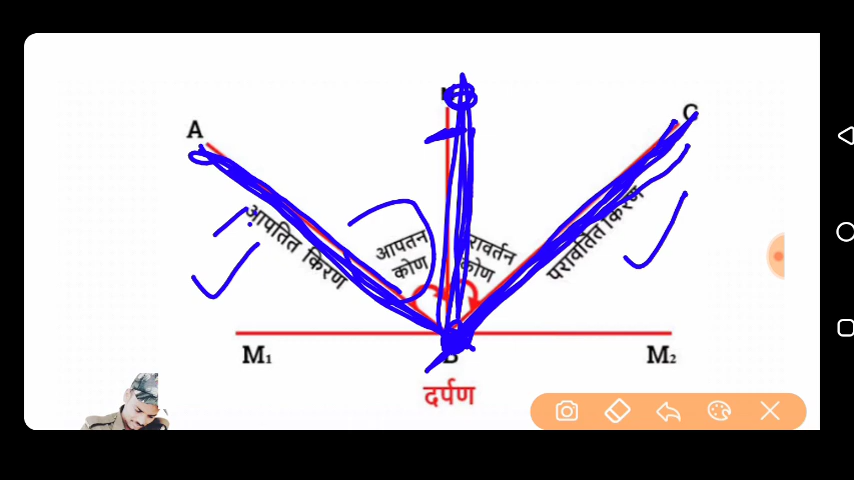 A
C
आपतित किरण
आपतन
कोण
कोण
परावर्तित किरण
M₁
B
M₂
दर्पण